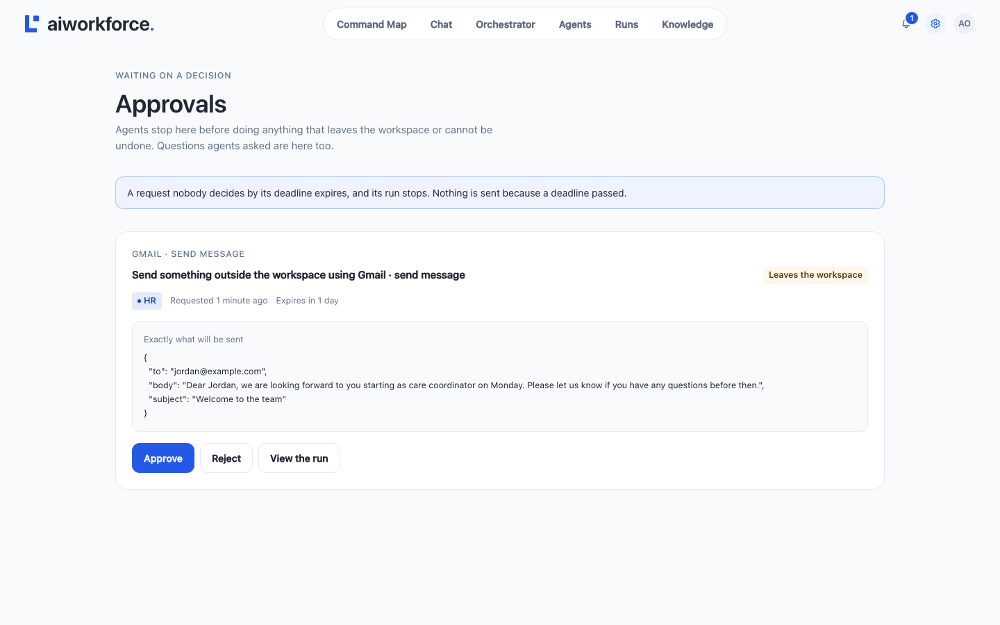 aiworkforce.
Command Map
Chat
Orchestrator
Agents
Runs
Knowledge
1
AO
WAITING ON A DECISION
Approvals
Agents stop here before doing anything that leaves the workspace or cannot be
undone. Questions agents asked are here too.
A request nobody decides by its deadline expires, and its run stops. Nothing is sent because a deadline passed.
GMAIL · SEND MESSAGE
Send something outside the workspace using Gmail · send message
Leaves the workspace
HR
Requested 1 minute ago
Expires in 1 day
Exactly what will be sent
{
"to": "jordan@example.com",
"body": "Dear Jordan, we are looking forward to you starting as care coordinator on Monday. Please let us know if you have any questions before then.",
"subject": "Welcome to the team"
}
Approve
Reject
View the run